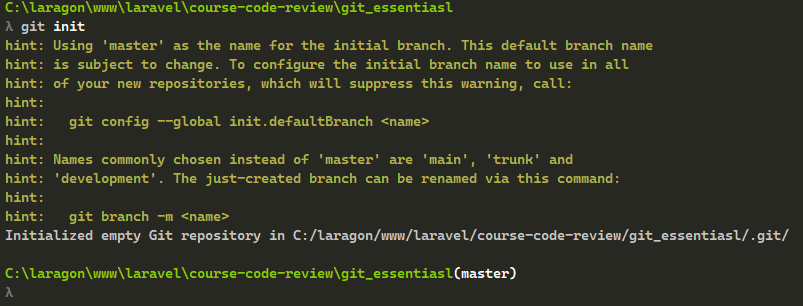 C:\laragon\www\laravel\course-code-review\git_essentiasl
λ git init
hint: Using 'master' as the name for the initial branch. This default branch name
hint: is subject to change. To configure the initial branch name to use in all
hint: of your new repositories, which will suppress this warning, call:
hint:
hint:   git config --global init.defaultBranch <name>
hint:
hint: Names commonly chosen instead of 'master' are 'main', 'trunk' and
hint: 'development'. The just-created branch can be renamed via this command:
hint:
hint:   git branch -m <name>
Initialized empty Git repository in C:/laragon/www/laravel/course-code-review/git_essentiasl/.git/
C:\laragon\www\laravel\course-code-review\git_essentiasl(master)
λ